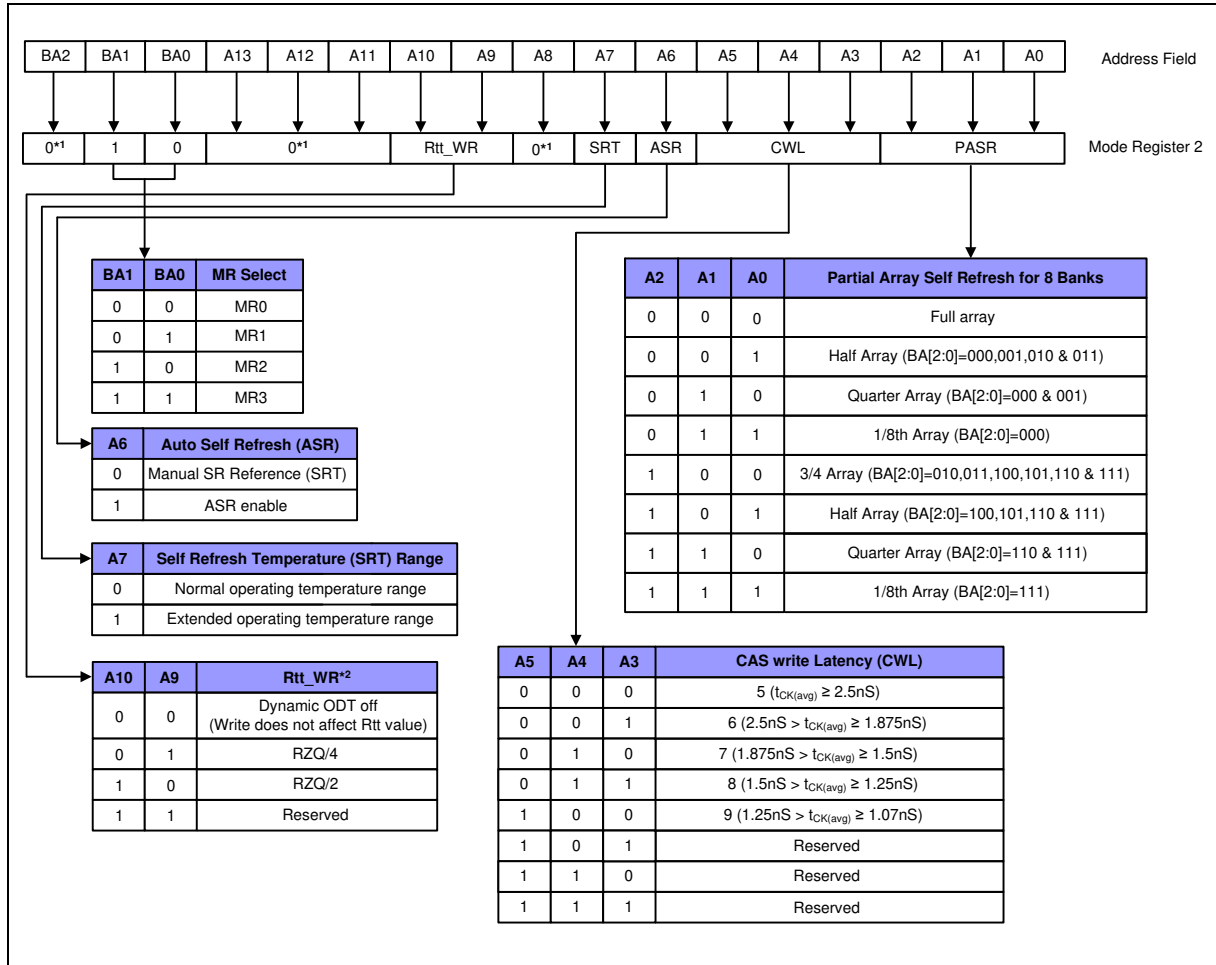 BA2 BA1 BA0 A13 A12 A11 A10 A9 A8 A7 A6 A5 A4 A3 A2 A1 A0 Address Field
0*1 1 0 0*1 Rtt_WR 0*1 SRT ASR CWL PASR Mode Register 2
BA1 BA0 MR Select
0 0 MR0
0 1 MR1
1 0 MR2
1 1 MR3
A6 Auto Self Refresh (ASR)
0 Manual SR Reference (SRT)
1 ASR enable
A7 Self Refresh Temperature (SRT) Range
0 Normal operating temperature range
1 Extended operating temperature range
A10 A9 Rtt_WR*2
0 0 Dynamic ODT off
(Write does not affect Rtt value)
0 1 RZQ/4
1 0 RZQ/2
1 1 Reserved
A2 A1 A0 Partial Array Self Refresh for 8 Banks
0 0 0 Full array
0 0 1 Half Array (BA[2:0]=000,001,010 & 011)
0 1 0 Quarter Array (BA[2:0]=000 & 001)
0 1 1 1/8th Array (BA[2:0]=000)
1 0 0 3/4 Array (BA[2:0]=010,011,100,101,110 & 111)
1 0 1 Half Array (BA[2:0]=100,101,110 & 111)
1 1 0 Quarter Array (BA[2:0]=110 & 111)
1 1 1 1/8th Array (BA[2:0]=111)
A5 A4 A3 CAS write Latency (CWL)
0 0 0 5 (tCK(avg) ≥ 2.5nS)
0 0 1 6 (2.5nS > tCK(avg) ≥ 1.875nS)
0 1 0 7 (1.875nS > tCK(avg) ≥ 1.5nS)
0 1 1 8 (1.5nS > tCK(avg) ≥ 1.25nS)
1 0 0 9 (1.25nS > tCK(avg) ≥ 1.07nS)
1 0 1 Reserved
1 1 0 Reserved
1 1 1 Reserved